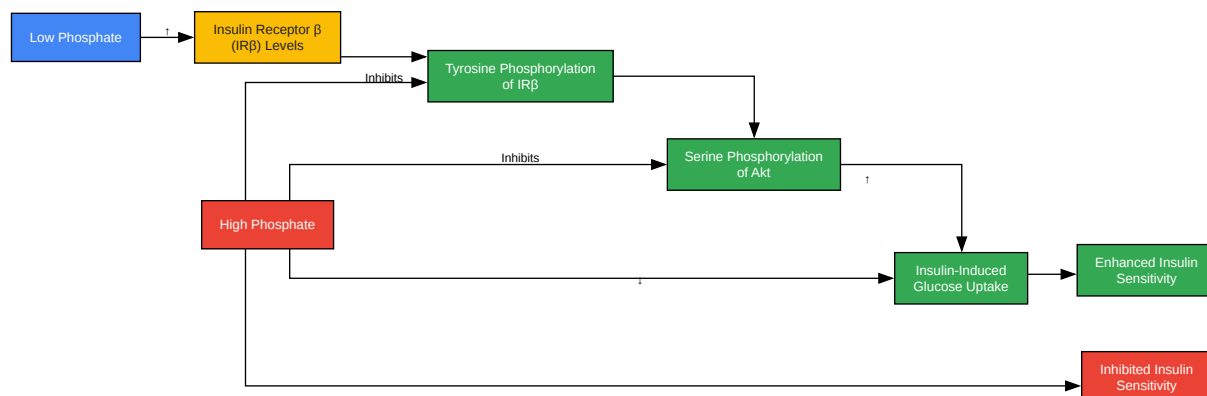 Low Phosphate
↑
Insulin Receptor β
(IRβ) Levels
Tyrosine Phosphorylation
of IRβ
Inhibits
Inhibits
Serine Phosphorylation
of Akt
↑
High Phosphate
↓
Insulin-Induced
Glucose Uptake
Enhanced Insulin
Sensitivity
Inhibited Insulin
Sensitivity